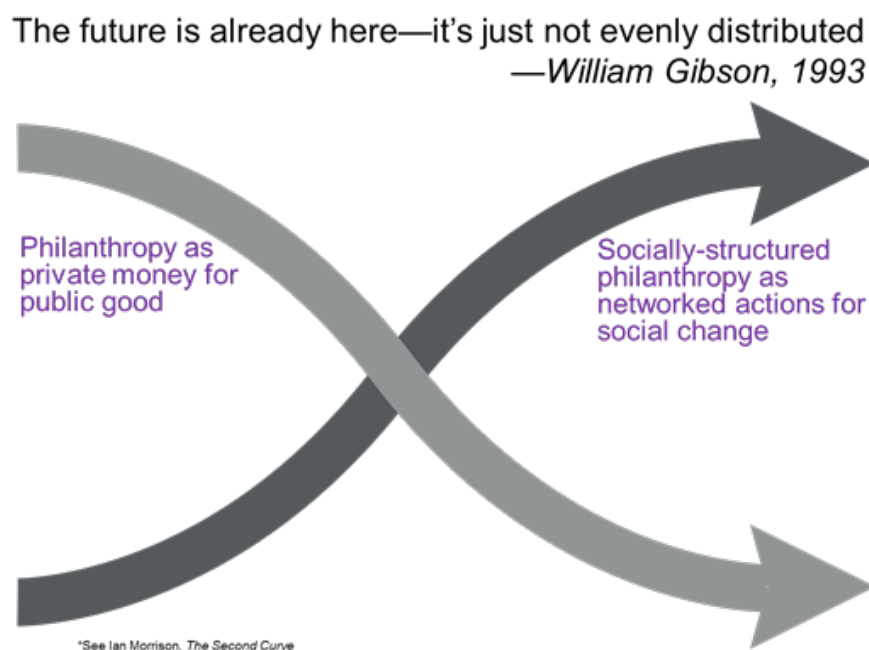 The future is already here—it's just not evenly distributed
—William Gibson, 1993
Philanthropy as
private money for
public good
Socially-structured
philanthropy as
networked actions for
social change
*See Ian Morrison, The Second Curve